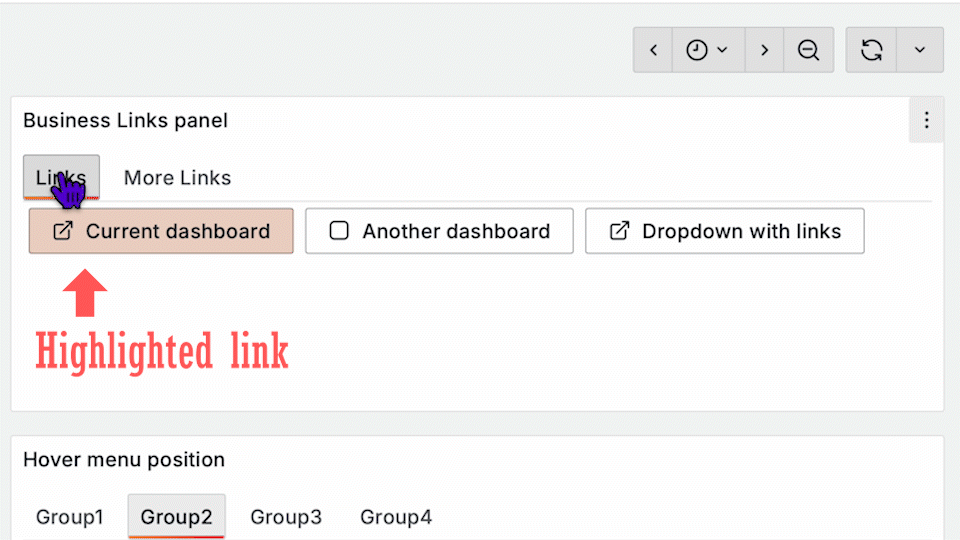 Business Links panel
Links More Links
Current dashboard Another dashboard Dropdown with links
Highlighted link
Hover menu position
Group1 Group2 Group3 Group4